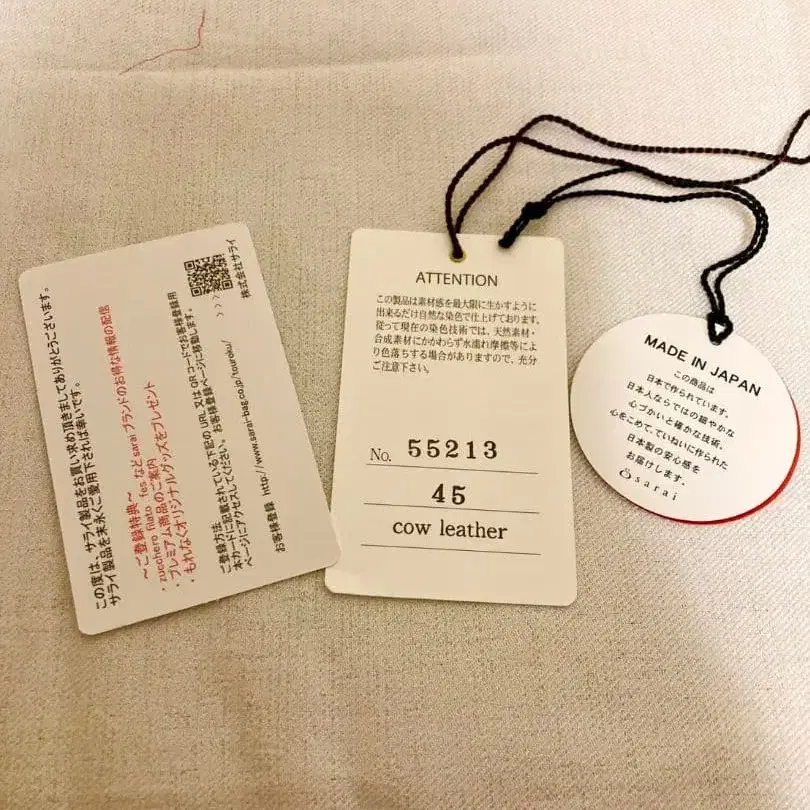 この度は、サライ製品をお買い求め頂きましてありがとうございます。
サライ製品を末永くご愛用下されば幸いです。
～ご登録特典～
・zucchero filato fes など sarai ブランドのお得な情報の配信
・プレミアム商品のご案内
・もれなくオリジナルグッズをプレゼント
ご登録方法
本カードに記載されている下記の URL 又は QR コードでお客様登録用
ページにアクセスしてください。お客様登録ページに移動します。
お客様登録 http://www.sarai-bag.co.jp/touroku/ >>>
株式会社サライ
ATTENTION
この製品は素材感を最大限に生かすように
出来るだけ自然な染色で仕上げております。
従って現在の染色技術では、天然素材・
合成素材にかかわらず水濡れ摩擦等によ
り色落ちする場合がありますので、充分
ご注意下さい。
No. 55213
45
cow leather
MADE IN JAPAN
この商品は
日本で作られています。
日本人ならではの細やかな
心づかいと確かな技術。
心をこめて、ていねいに作られた
日本製の安心感を
お届けします。
sarai